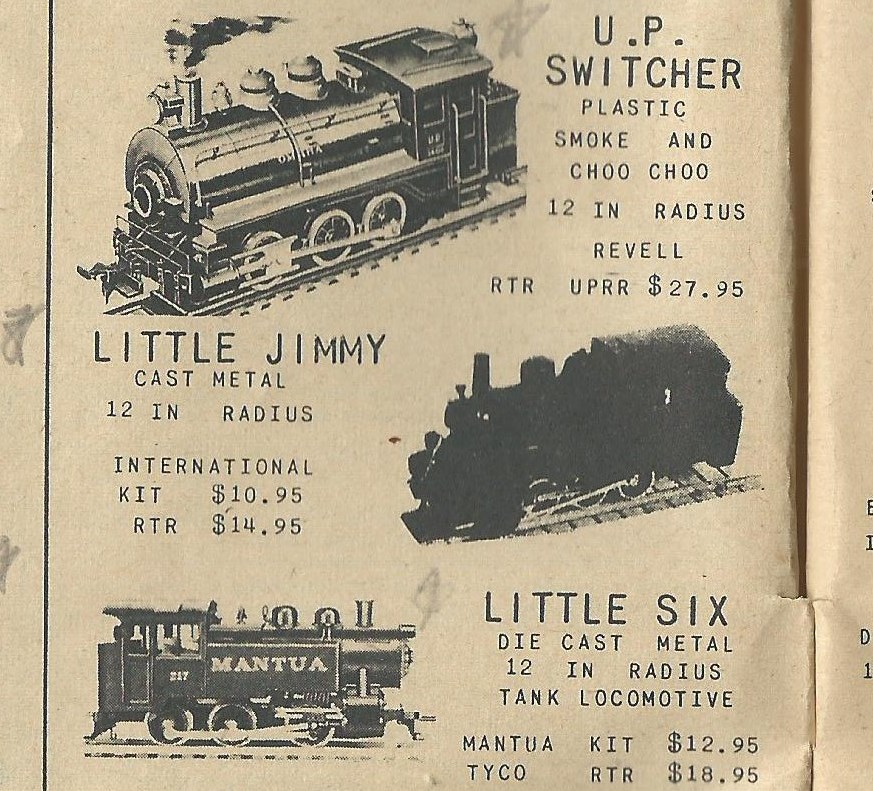 U.P.
SWITCHER
PLASTIC
SMOKE AND
CHOO CHOO
12 IN RADIUS
REVELL
RTR UPRR $27.95
LITTLE JIMMY
CAST METAL
12 IN RADIUS
INTERNATIONAL
KIT $10.95
RTR $14.95
MANTUA
217
LITTLE SIX
DIE CAST METAL
12 IN RADIUS
TANK LOCOMOTIVE
MANTUA KIT $12.95
TYCO RTR $18.95